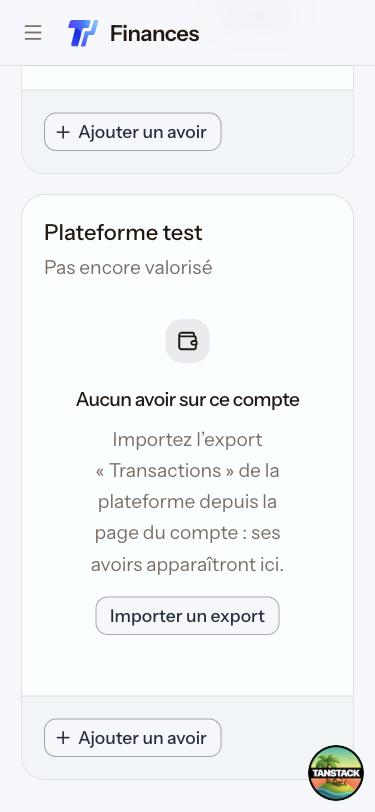 Finances
+ Ajouter un avoir
Plateforme test
Pas encore valorisé
Aucun avoir sur ce compte
Importez l’export
« Transactions » de la
plateforme depuis la
page du compte : ses
avoirs apparaîtront ici.
Importer un export
+ Ajouter un avoir
TANSTACK